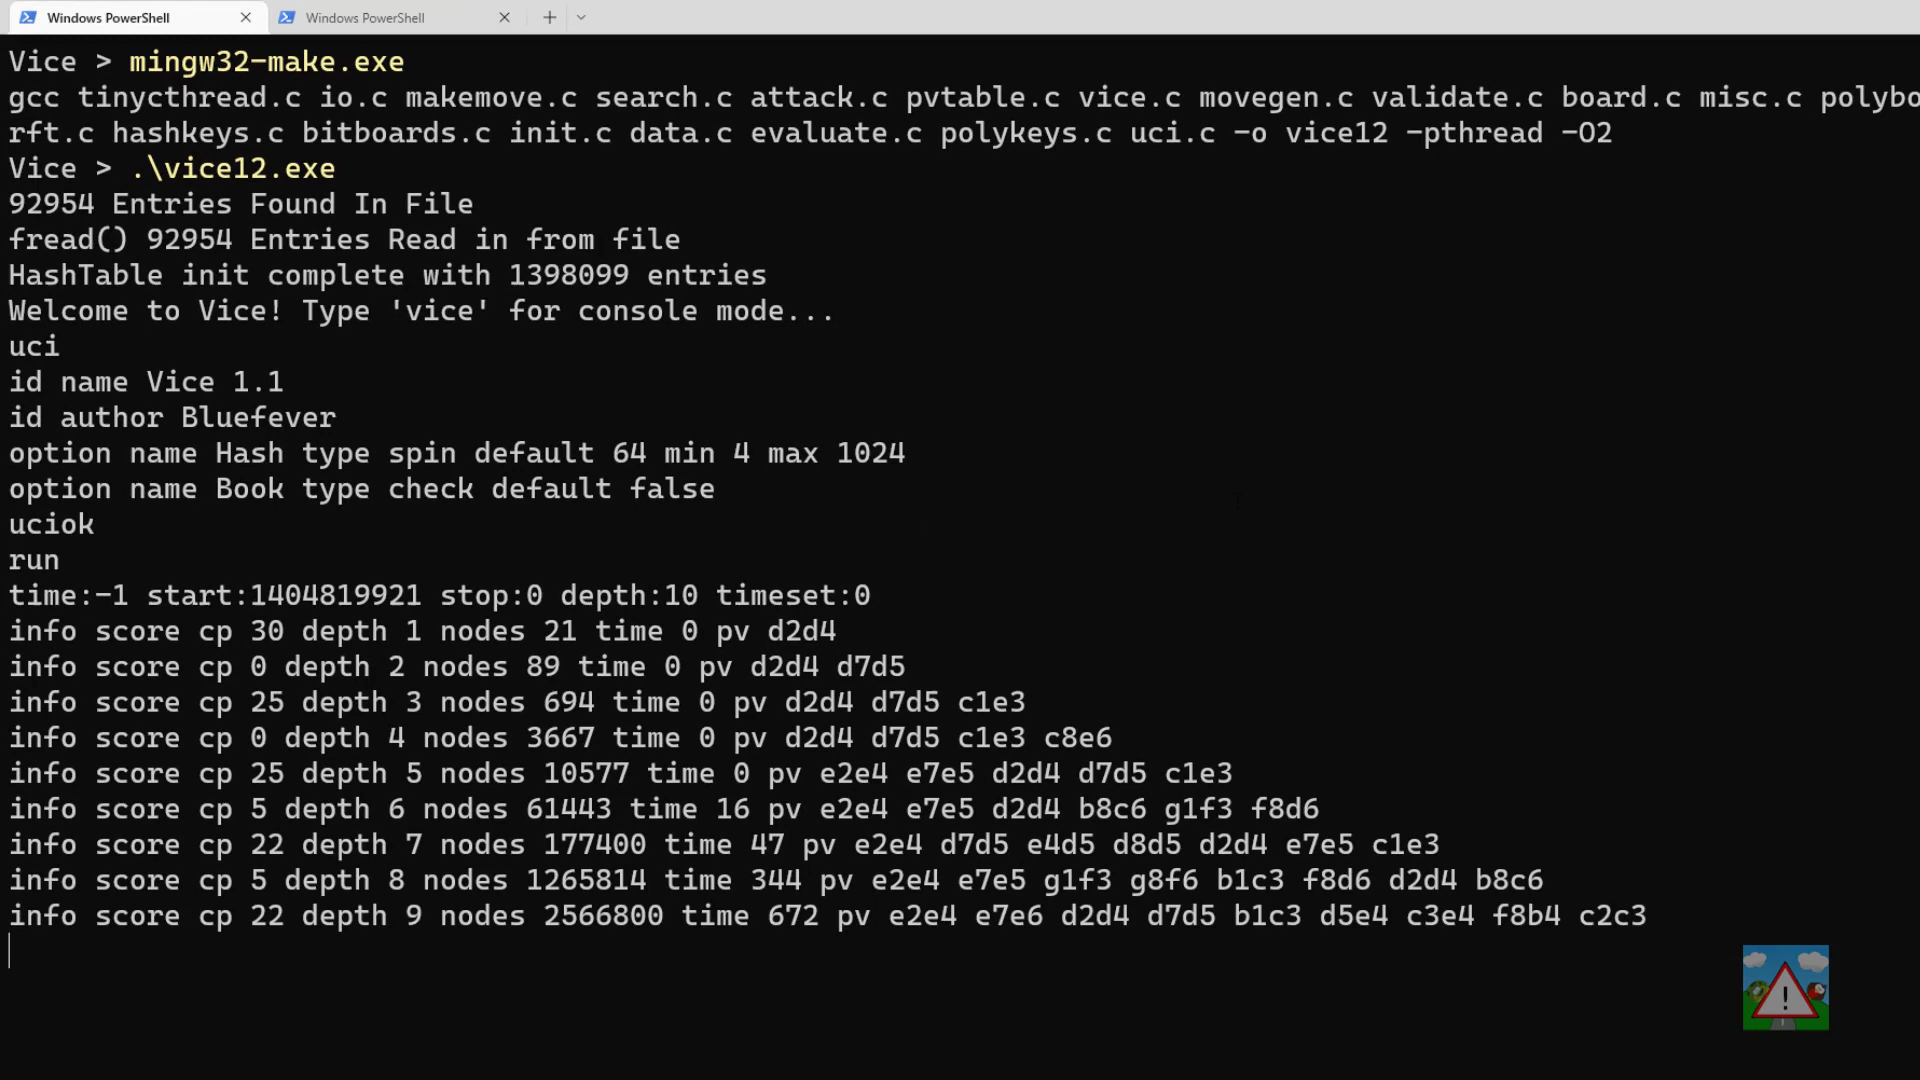 Windows PowerShell
Windows PowerShell
Vice > mingw32-make.exe
gcc tinycthread.c io.c makemove.c search.c attack.c pvtable.c vice.c movegen.c validate.c board.c misc.c polybo
rft.c hashkeys.c bitboards.c init.c data.c evaluate.c polykeys.c uci.c -o vice12 -pthread -O2
Vice > .\vice12.exe
92954 Entries Found In File
fread() 92954 Entries Read in from file
HashTable init complete with 1398099 entries
Welcome to Vice! Type 'vice' for console mode...
uci
id name Vice 1.1
id author Bluefever
option name Hash type spin default 64 min 4 max 1024
option name Book type check default false
uciok
run
time:-1 start:1404819921 stop:0 depth:10 timeset:0
info score cp 30 depth 1 nodes 21 time 0 pv d2d4
info score cp 0 depth 2 nodes 89 time 0 pv d2d4 d7d5
info score cp 25 depth 3 nodes 694 time 0 pv d2d4 d7d5 c1e3
info score cp 0 depth 4 nodes 3667 time 0 pv d2d4 d7d5 c1e3 c8e6
info score cp 25 depth 5 nodes 10577 time 0 pv e2e4 e7e5 d2d4 d7d5 c1e3
info score cp 5 depth 6 nodes 61443 time 16 pv e2e4 e7e5 d2d4 b8c6 g1f3 f8d6
info score cp 22 depth 7 nodes 177400 time 47 pv e2e4 d7d5 e4d5 d8d5 d2d4 e7e5 c1e3
info score cp 5 depth 8 nodes 1265814 time 344 pv e2e4 e7e5 g1f3 g8f6 b1c3 f8d6 d2d4 b8c6
info score cp 22 depth 9 nodes 2566800 time 672 pv e2e4 e7e6 d2d4 d7d5 b1c3 d5e4 c3e4 f8b4 c2c3
!